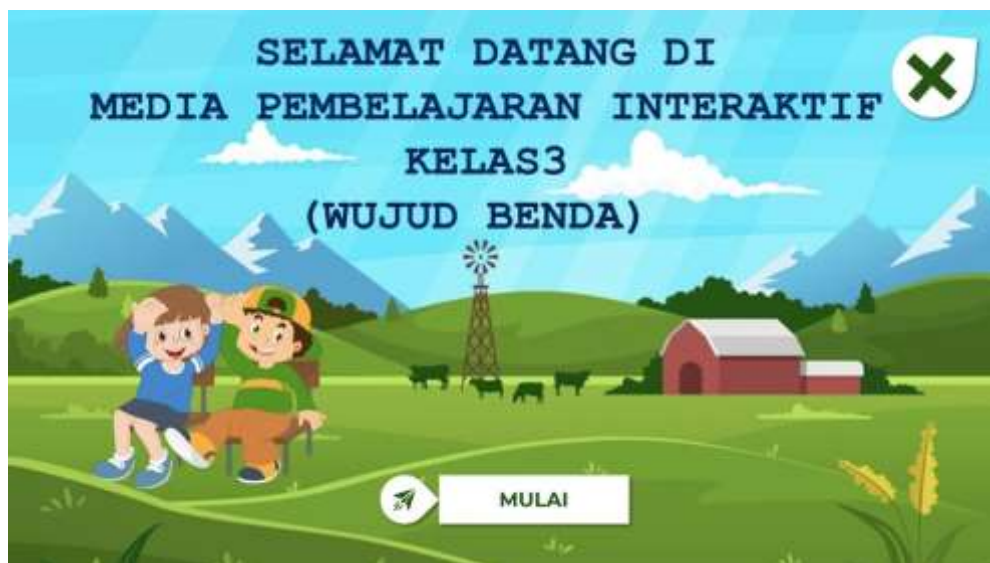 SELAMAT DATANG DI
MEDIA PEMBELAJARAN INTERAKTIF
KELAS3
(WUJUD BENDA)
MULAI